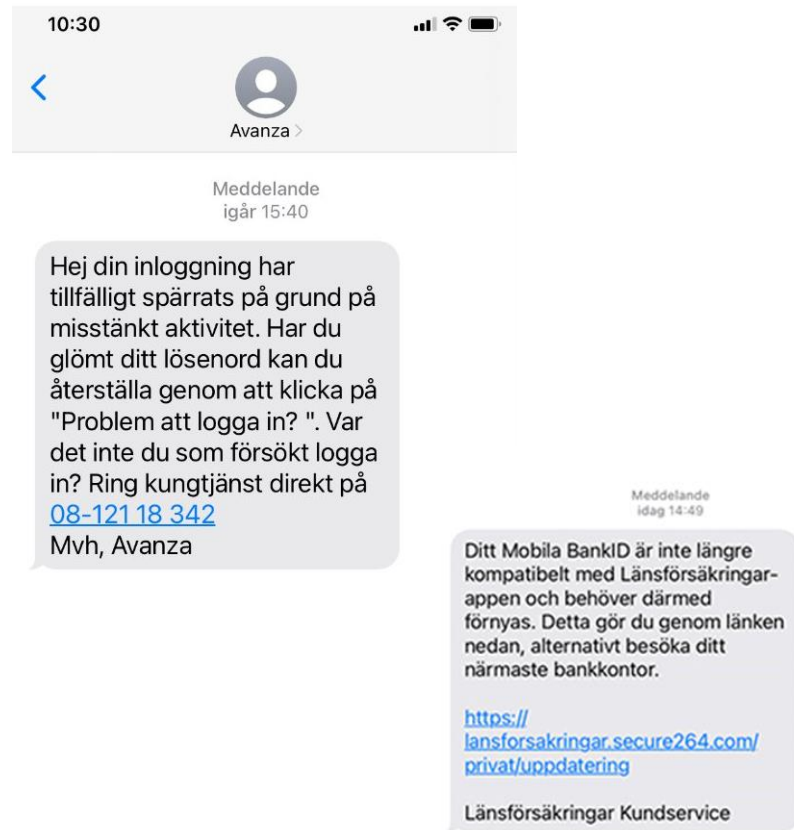 10:30
Avanza
Meddelande
igår 15:40
Hej din inloggning har
tillfälligt spärrats på grund på
misstänkt aktivitet. Har du
glömt ditt lösenord kan du
återställa genom att klicka på
"Problem att logga in? ". Var
det inte du som försökt logga
in? Ring kungtjänst direkt på
08-121 18 342
Mvh, Avanza
Meddelande
idag 14:49
Ditt Mobila BankID är inte längre
kompatibelt med Länsförsäkringar-
appen och behöver därmed
förnyas. Detta gör du genom länken
nedan, alternativt besöka ditt
närmaste bankkontor.
https://
lansforsakringar.secure264.com/
privat/uppdatering
Länsförsäkringar Kundservice